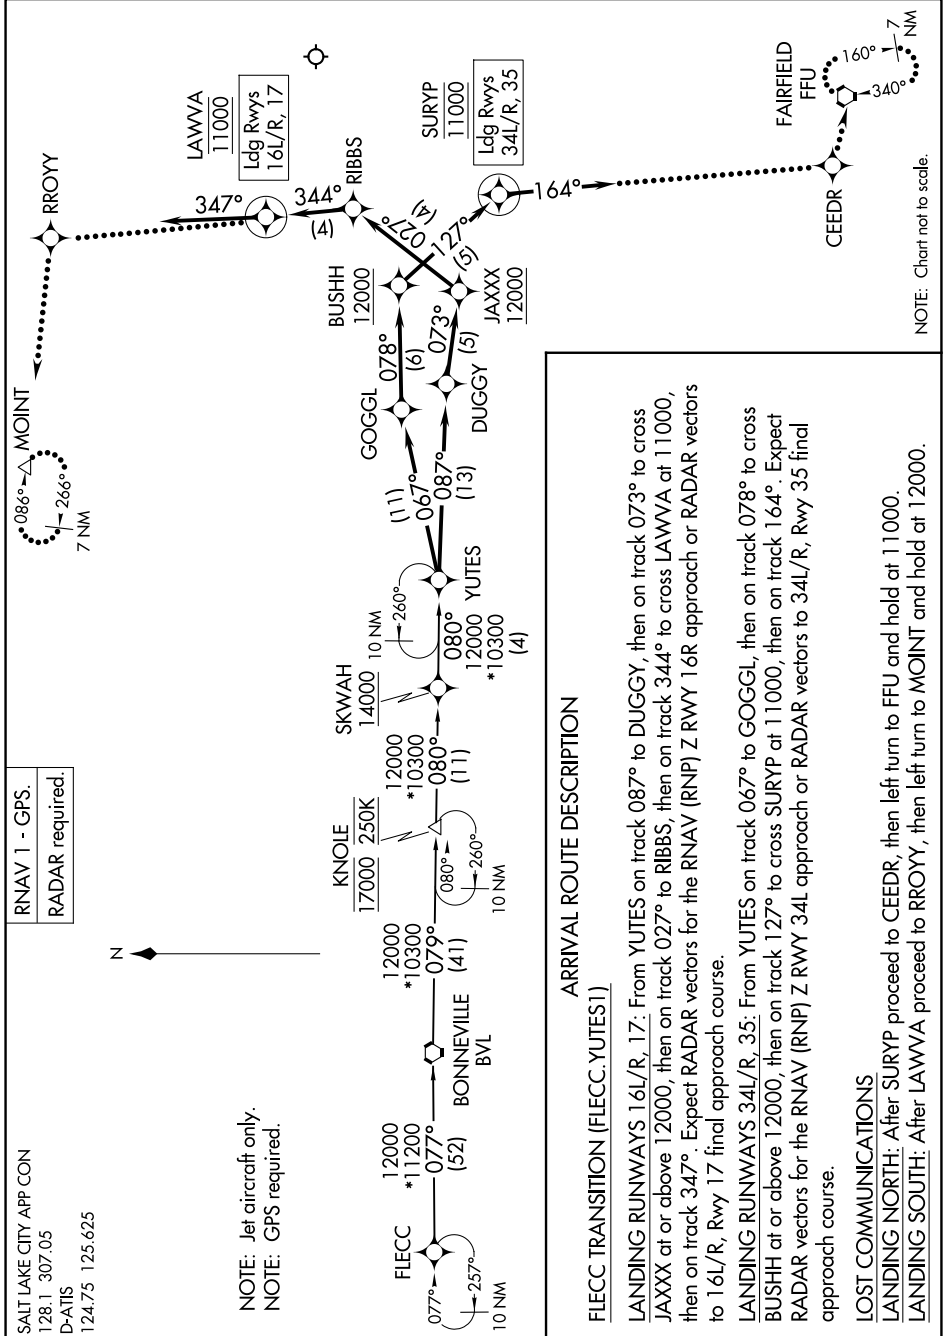 SALT LAKE CITY APP CON
128.1 307.05
D-ATIS
124.75 125.625
RNAV 1 - GPS.
RADAR required.
NOTE: Jet aircraft only.
NOTE: GPS required.
N
FLECC
077°
257°
10 NM
12000
*11200
077°
(52)
BONNEVILLE
BVL
12000
*10300
079°
(41)
KNOLE
17000 250K
080°
260°
10 NM
12000
*10300
080°
(11)
SKWAH
14000
080°
12000
*10300
(4)
10 NM
260°
YUTES
(11)
067°
087°
(13)
GOGGL
078°
(6)
DUGGY
073°
(5)
BUSHH
12000
JAXXX
12000
027°
(4)
127°
(5)
RIBBS
344°
(4)
LAWVA
11000
Ldg Rwys
16L/R, 17
347°
RROYY
MOINT
086°
266°
7 NM
SURYP
11000
Ldg Rwys
34L/R, 35
164°
CEEDR
FAIRFIELD
FFU
160°
340°
7
NM
NOTE: Chart not to scale.
ARRIVAL ROUTE DESCRIPTION
FLECC TRANSITION (FLECC.YUTES1)
LANDING RUNWAYS 16L/R, 17: From YUTES on track 087° to DUGGY, then on track 073° to cross
JAXXX at or above 12000, then on track 027° to RIBBS, then on track 344° to cross LAWVA at 11000,
then on track 347°. Expect RADAR vectors for the RNAV (RNP) Z RWY 16R approach or RADAR vectors
to 16L/R, Rwy 17 final approach course.
LANDING RUNWAYS 34L/R, 35: From YUTES on track 067° to GOGGL, then on track 078° to cross
BUSHH at or above 12000, then on track 127° to cross SURYP at 11000, then on track 164°. Expect
RADAR vectors for the RNAV (RNP) Z RWY 34L approach or RADAR vectors to 34L/R, Rwy 35 final
approach course.
LOST COMMUNICATIONS
LANDING NORTH: After SURYP proceed to CEEDR, then left turn to FFU and hold at 11000.
LANDING SOUTH: After LAWVA proceed to RROYY, then left turn to MOINT and hold at 12000.